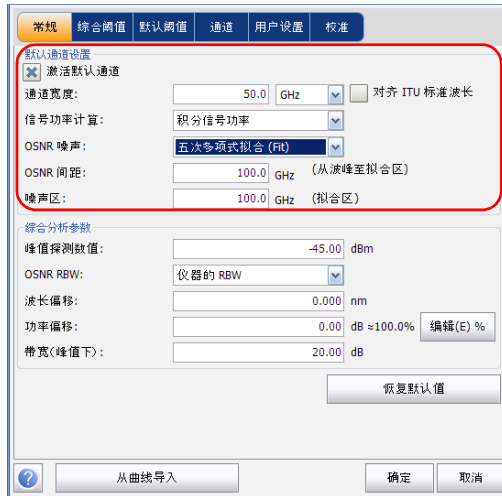 常规 综合阈值 默认阈值 通道 用户设置 校准
默认通道设置
激活默认通道
通道宽度: 50.0 GHz 对齐 ITU 标准波长
信号功率计算: 积分信号功率
OSNR 噪声: 五次多项式拟合 (Fit)
OSNR 间距: 100.0 GHz (从波峰至拟合区)
噪声区: 100.0 GHz (拟合区)
综合分析参数
峰值探测数值: -45.00 dBm
OSNR RBW: 仪器的 RBW
波长偏移: 0.000 nm
功率偏移: 0.00 dB ≈100.0% 编辑(E) %
带宽(峰值下): 20.00 dB
恢复默认值
? 从曲线导入 确定 取消